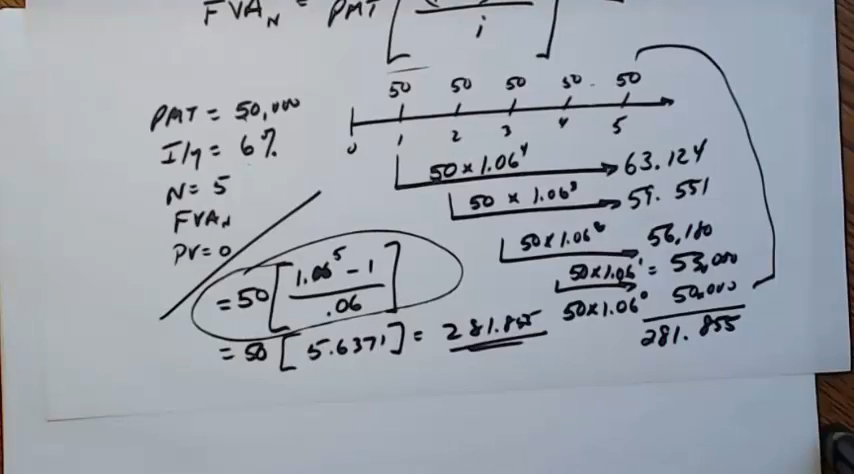 FVAN = PMT [ i ]
50 50 50 50 50
0 1 2 3 4 5
PMT = 50,000
I/y = 6%
N = 5
FVAN
PV = 0
50 x 1.06⁴ 63.124
50 x 1.06³ 59.551
50 x 1.06² 56,180
50 x 1.06¹ = 53,000
50 x 1.06⁰ 50,000
281.855
= 50 [ 1.06⁵ - 1 / .06 ]
= 50 [ 5.6371 ] = 281.855